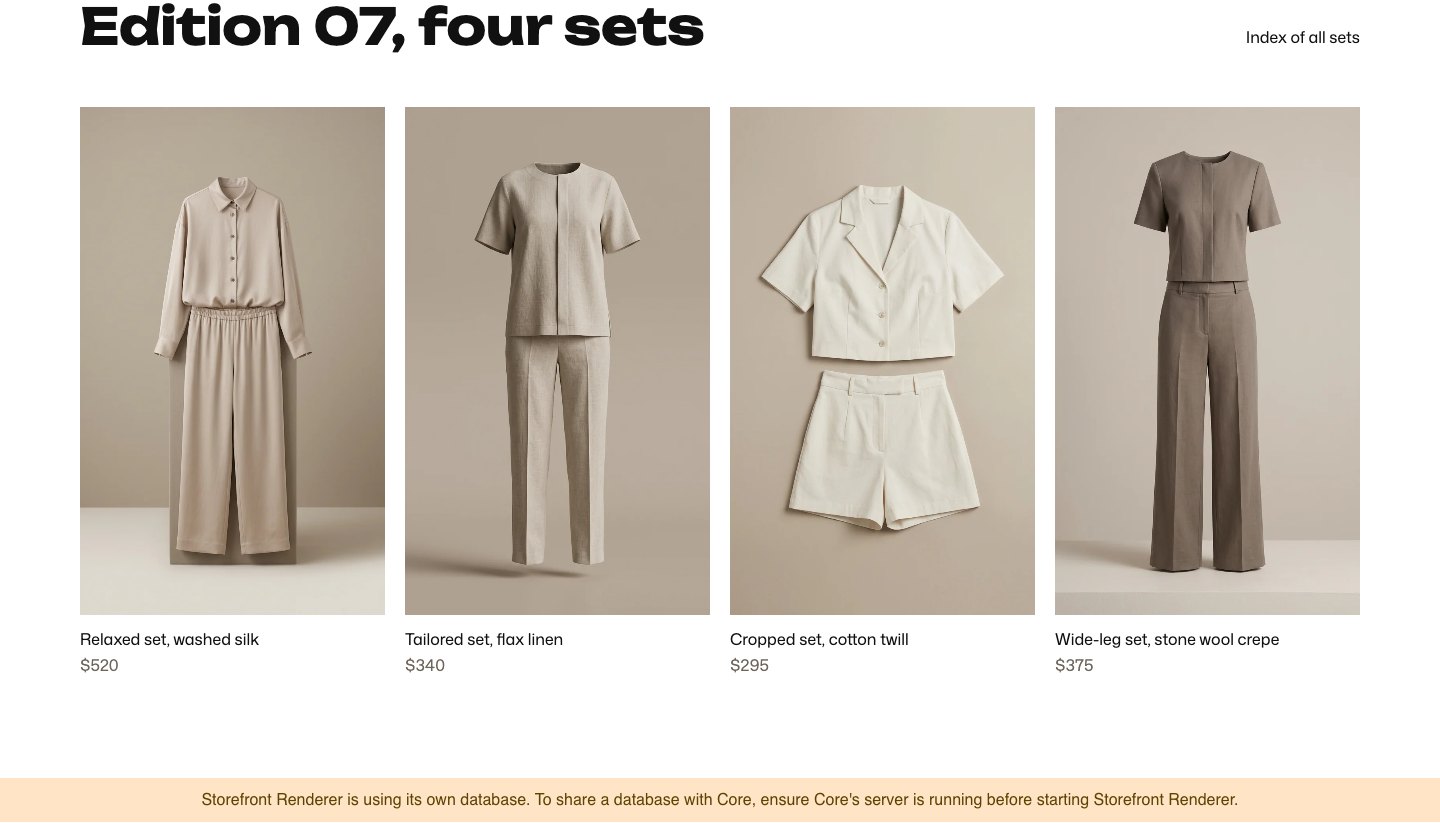 Edition 07, four sets
Index of all sets
Relaxed set, washed silk
$520
Tailored set, flax linen
$340
Cropped set, cotton twill
$295
Wide-leg set, stone wool crepe
$375
Storefront Renderer is using its own database. To share a database with Core, ensure Core's server is running before starting Storefront Renderer.